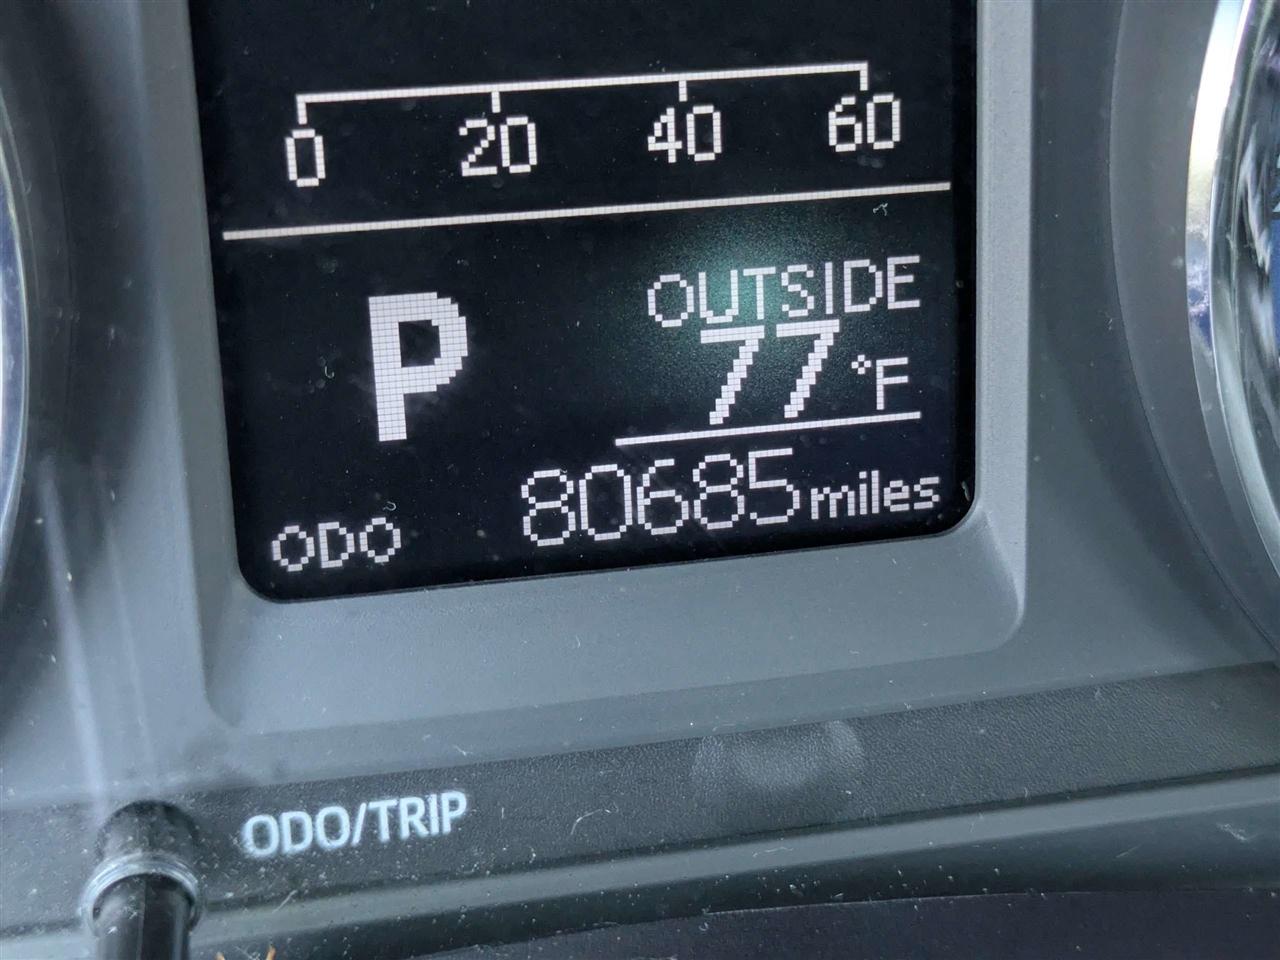 0 20 40 60
OUTSIDE
P 77 °F
ODO 80685 miles
ODO/TRIP